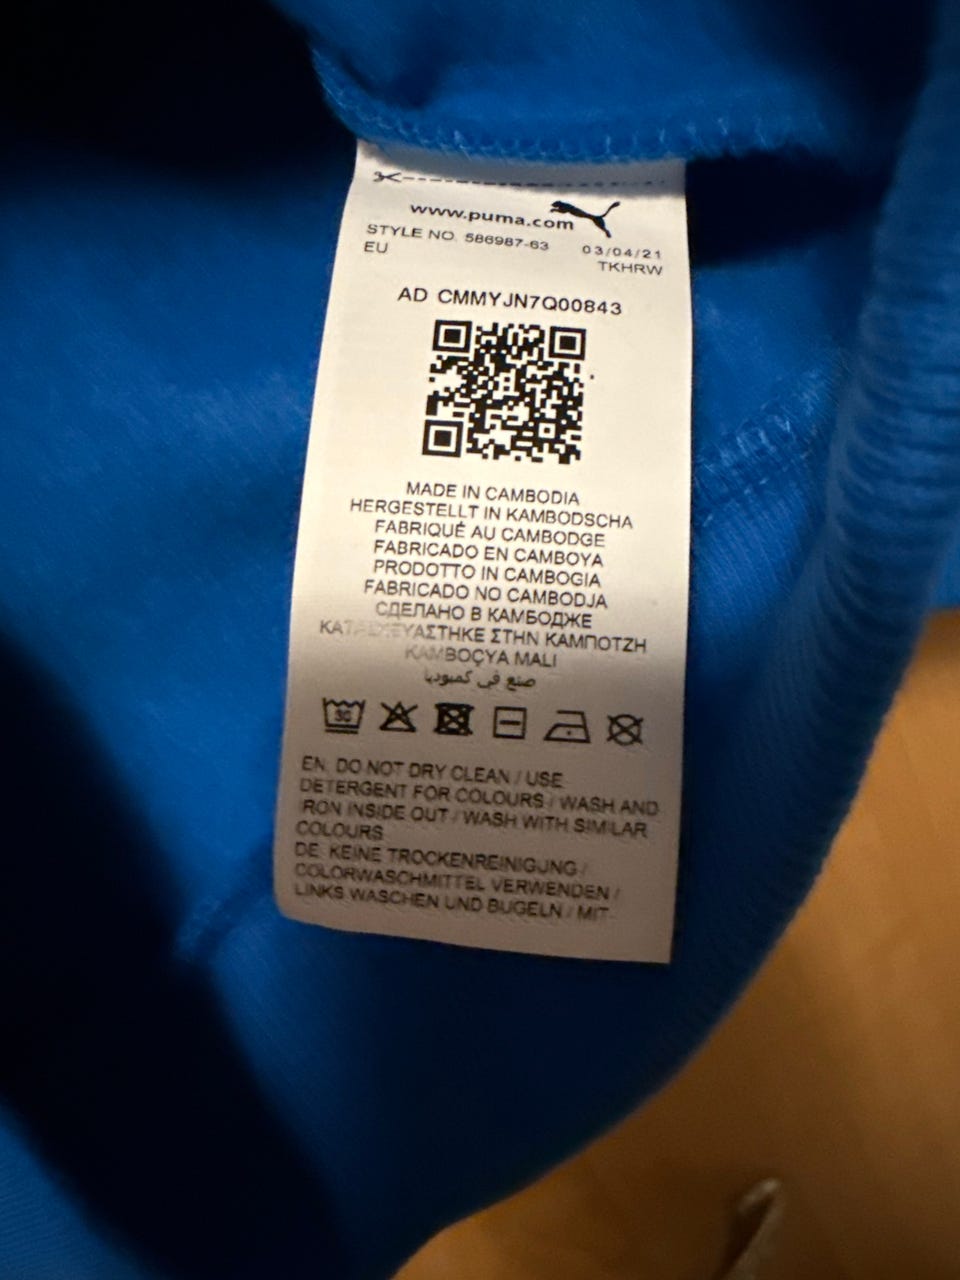 www.puma.com
STYLE NO. 586987-63 03/04/21
EU TKHRW
AD CMMYJN7Q00843
MADE IN CAMBODIA
HERGESTELLT IN KAMBODSCHA
FABRIQUÉ AU CAMBODGE
FABRICADO EN CAMBOYA
PRODOTTO IN CAMBOGIA
FABRICADO NO CAMBODJA
СДЕЛАНО В КАМБОДЖЕ
ΣΤΗΝ ΚΑΜΠΟΤΖΗ
KAMBOÇYA MALI
صنع في كمبوديا
30
EN: DO NOT DRY CLEAN / USE
DETERGENT FOR COLOURS / WASH AND
IRON INSIDE OUT / WASH WITH SIMILAR
COLOURS
DE: KEINE TROCKENREINIGUNG /
COLORWASCHMITTEL VERWENDEN /
LINKS WASCHEN UND BUGELN / MIT